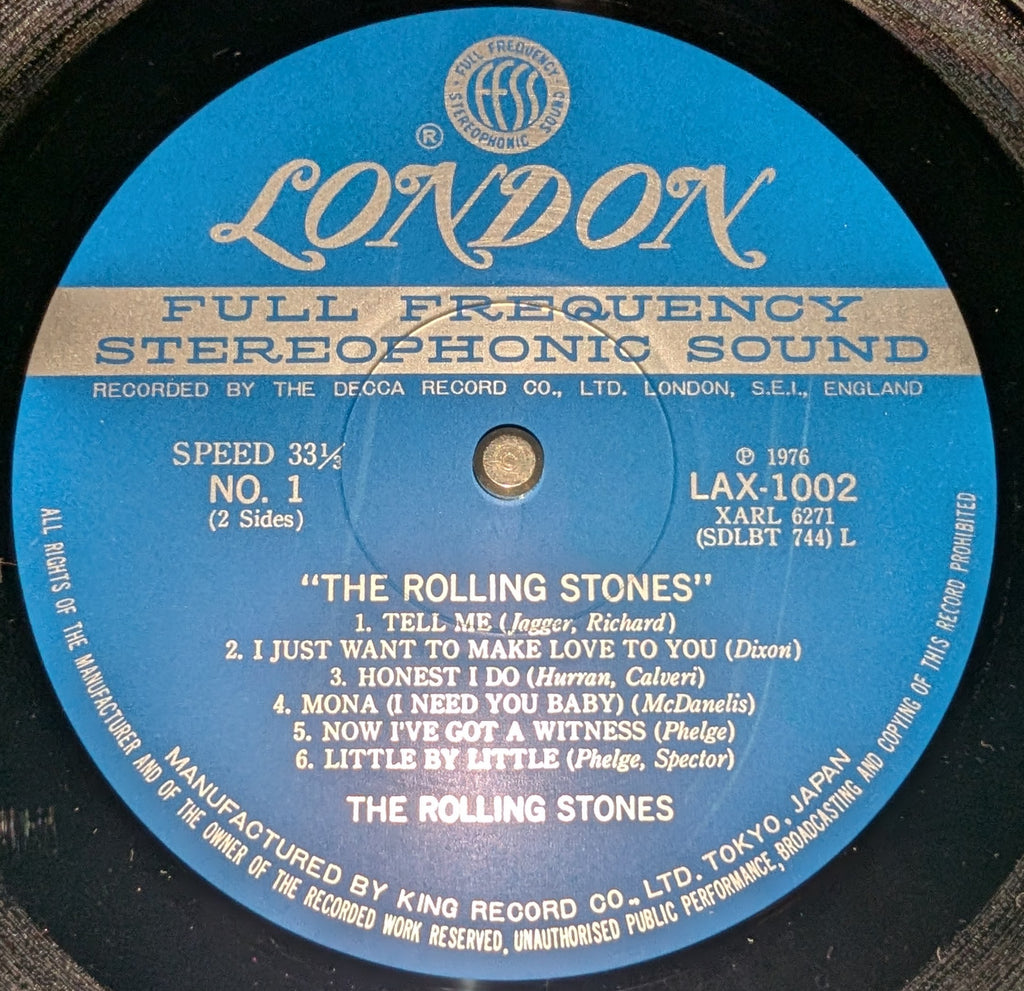 FULL FREQUENCY
STEREOPHONIC SOUND
FFSS
®
LONDON
FULL FREQUENCY
STEREOPHONIC SOUND
RECORDED BY THE DECCA RECORD CO., LTD. LONDON, S.E.I., ENGLAND
SPEED 33⅓
NO. 1
(2 Sides)
℗ 1976
LAX-1002
XARL 6271
(SDLBT 744) L
"THE ROLLING STONES"
1. TELL ME (Jagger, Richard)
2. I JUST WANT TO MAKE LOVE TO YOU (Dixon)
3. HONEST I DO (Hurran, Calveri)
4. MONA (I NEED YOU BABY) (McDanelis)
5. NOW I'VE GOT A WITNESS (Phelge)
6. LITTLE BY LITTLE (Phelge, Spector)
THE ROLLING STONES
MANUFACTURED BY KING RECORD CO., LTD. TOKYO, JAPAN
ALL RIGHTS OF THE MANUFACTURER AND OF THE OWNER OF THE RECORDED WORK RESERVED, UNAUTHORISED PUBLIC PERFORMANCE, BROADCASTING AND COPYING OF THIS RECORD PROHIBITED